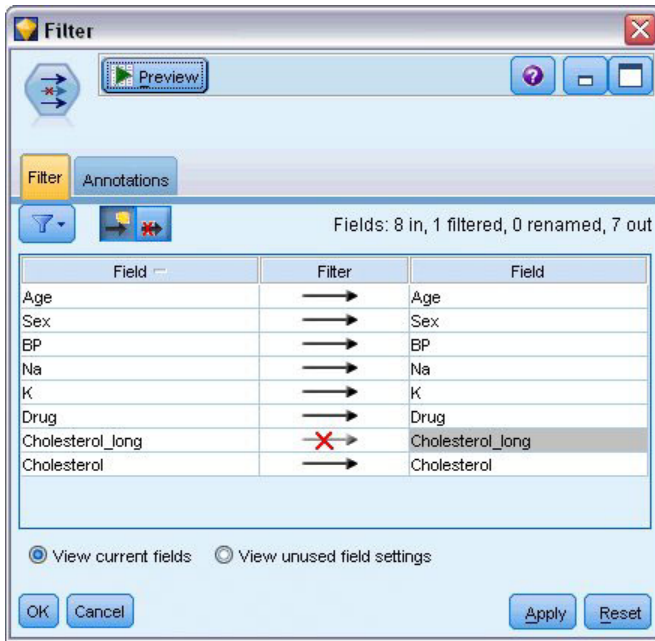 Filter
Preview
Filter
Annotations
Fields: 8 in, 1 filtered, 0 renamed, 7 out
Field Filter Field
Age Age
Sex Sex
BP BP
Na Na
K K
Drug Drug
Cholesterol_long Cholesterol_long
Cholesterol Cholesterol
View current fields View unused field settings
OK Cancel Apply Reset